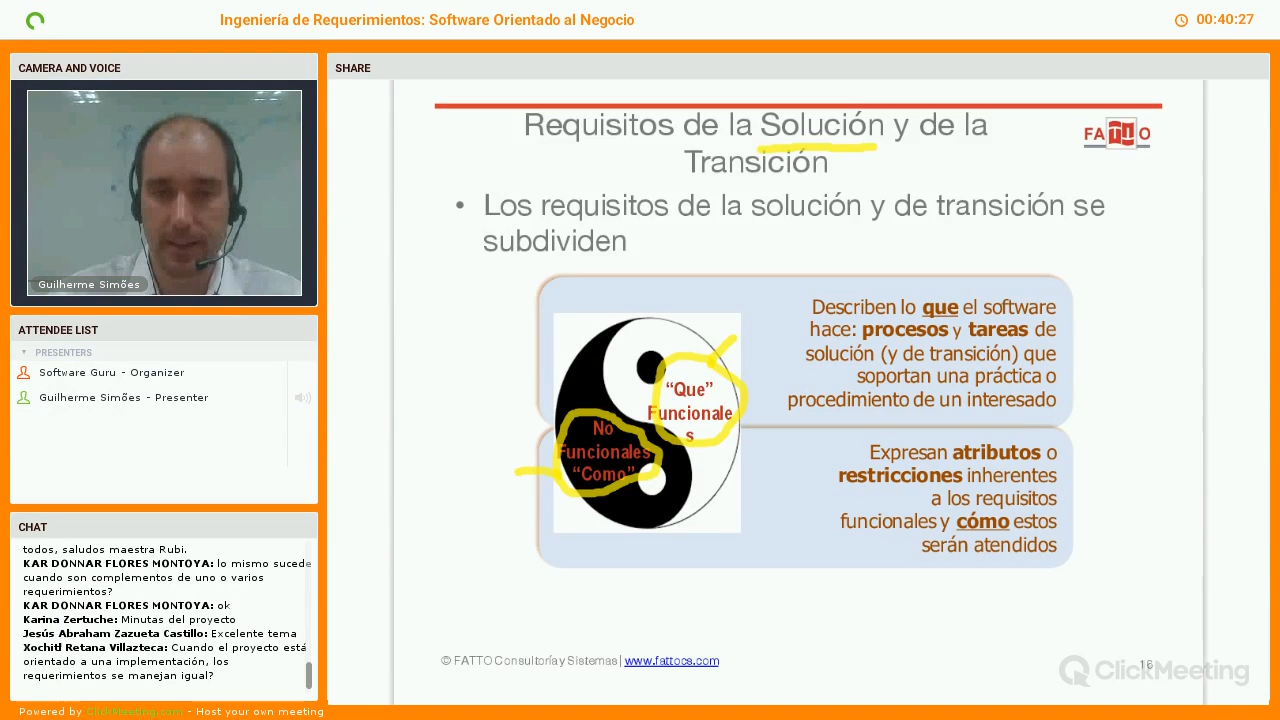 Ingeniería de Requerimientos: Software Orientado al Negocio
00:40:27
CAMERA AND VOICE
Guilherme Simões
ATTENDEE LIST
PRESENTERS
Software Guru - Organizer
Guilherme Simões - Presenter
CHAT
todos, saludos maestra Rubi.
KAR DONNAR FLORES MONTOYA: lo mismo sucede
cuando son complementos de uno o varios
requerimientos?
KAR DONNAR FLORES MONTOYA: ok
Karina Zertuche: Minutas del proyecto
Jesús Abraham Zazueta Castillo: Excelente tema
Xochitl Retana Villazteca: Cuando el proyecto está
orientado a una implementación, los
requerimientos se manejan igual?
Powered by ClickMeeting.com - Host your own meeting
SHARE
Requisitos de la Solución y de la
Transición
FATTO
• Los requisitos de la solución y de transición se
subdividen
"Que"
Funcionale
s
No
Funcionales
"Como"
Describen lo que el software
hace: procesos y tareas de
solución (y de transición) que
soportan una práctica o
procedimiento de un interesado
Expresan atributos o
restricciones inherentes
a los requisitos
funcionales y cómo estos
serán atendidos
© FATTO Consultoría y Sistemas | www.fattocs.com
16
ClickMeeting